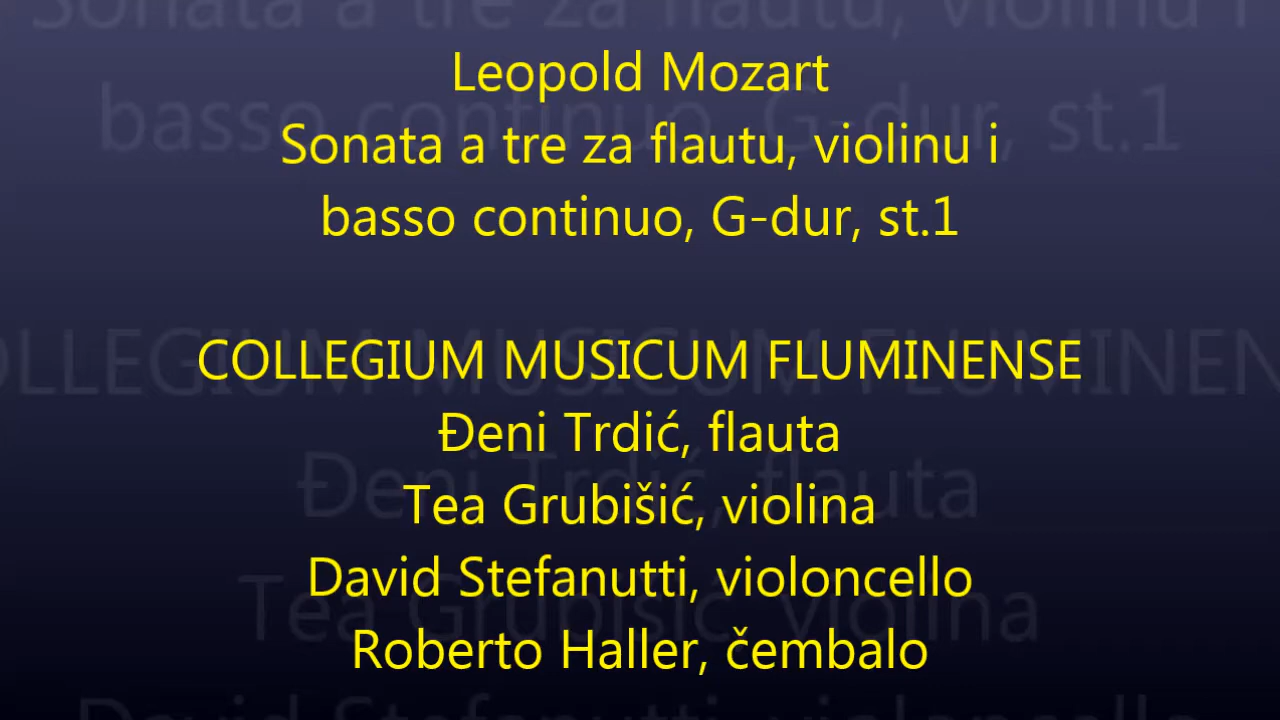 Leopold Mozart
Sonata a tre za flautu, violinu i
basso continuo, G-dur, st.1
COLLEGIUM MUSICUM FLUMINENSE
Đeni Trdić, flauta
Tea Grubišić, violina
David Stefanutti, violoncello
Roberto Haller, čembalo